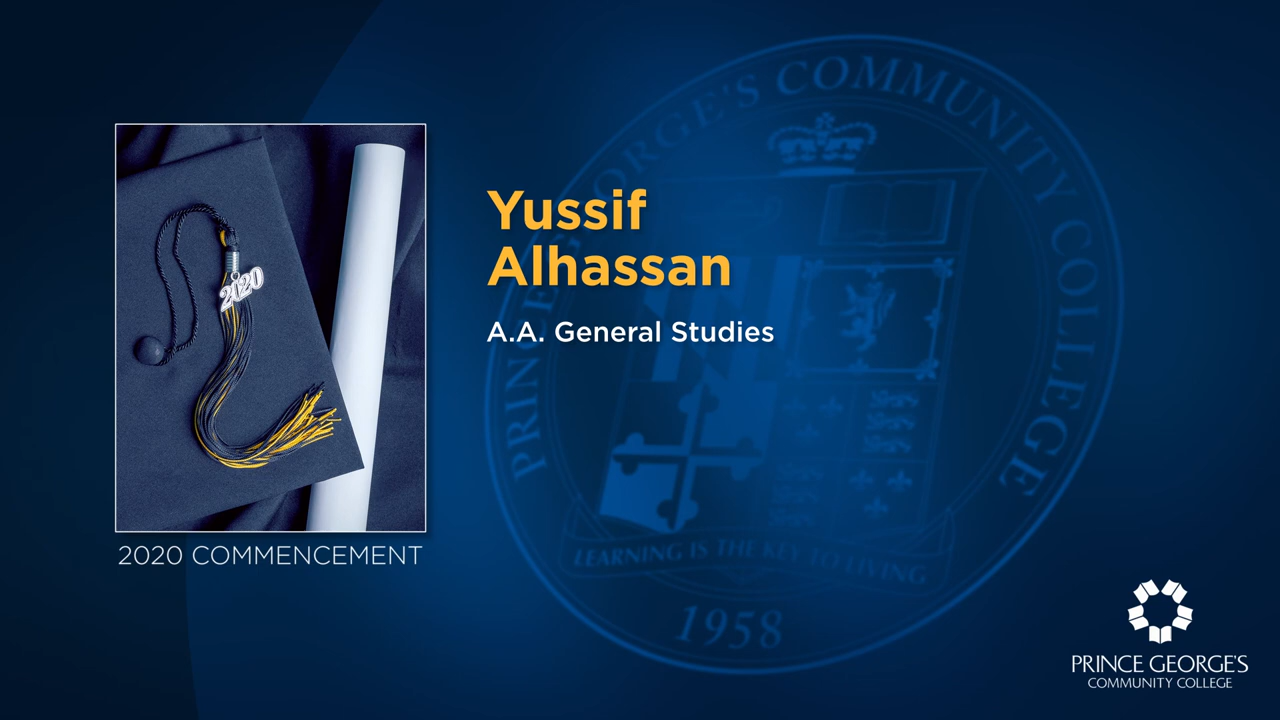 PRINCE GEORGE'S COMMUNITY COLLEGE
Yussif
Alhassan
2020
A.A. General Studies
2020 COMMENCEMENT
LEARNING IS THE KEY TO LIVING
1958
PRINCE GEORGE'S
COMMUNITY COLLEGE